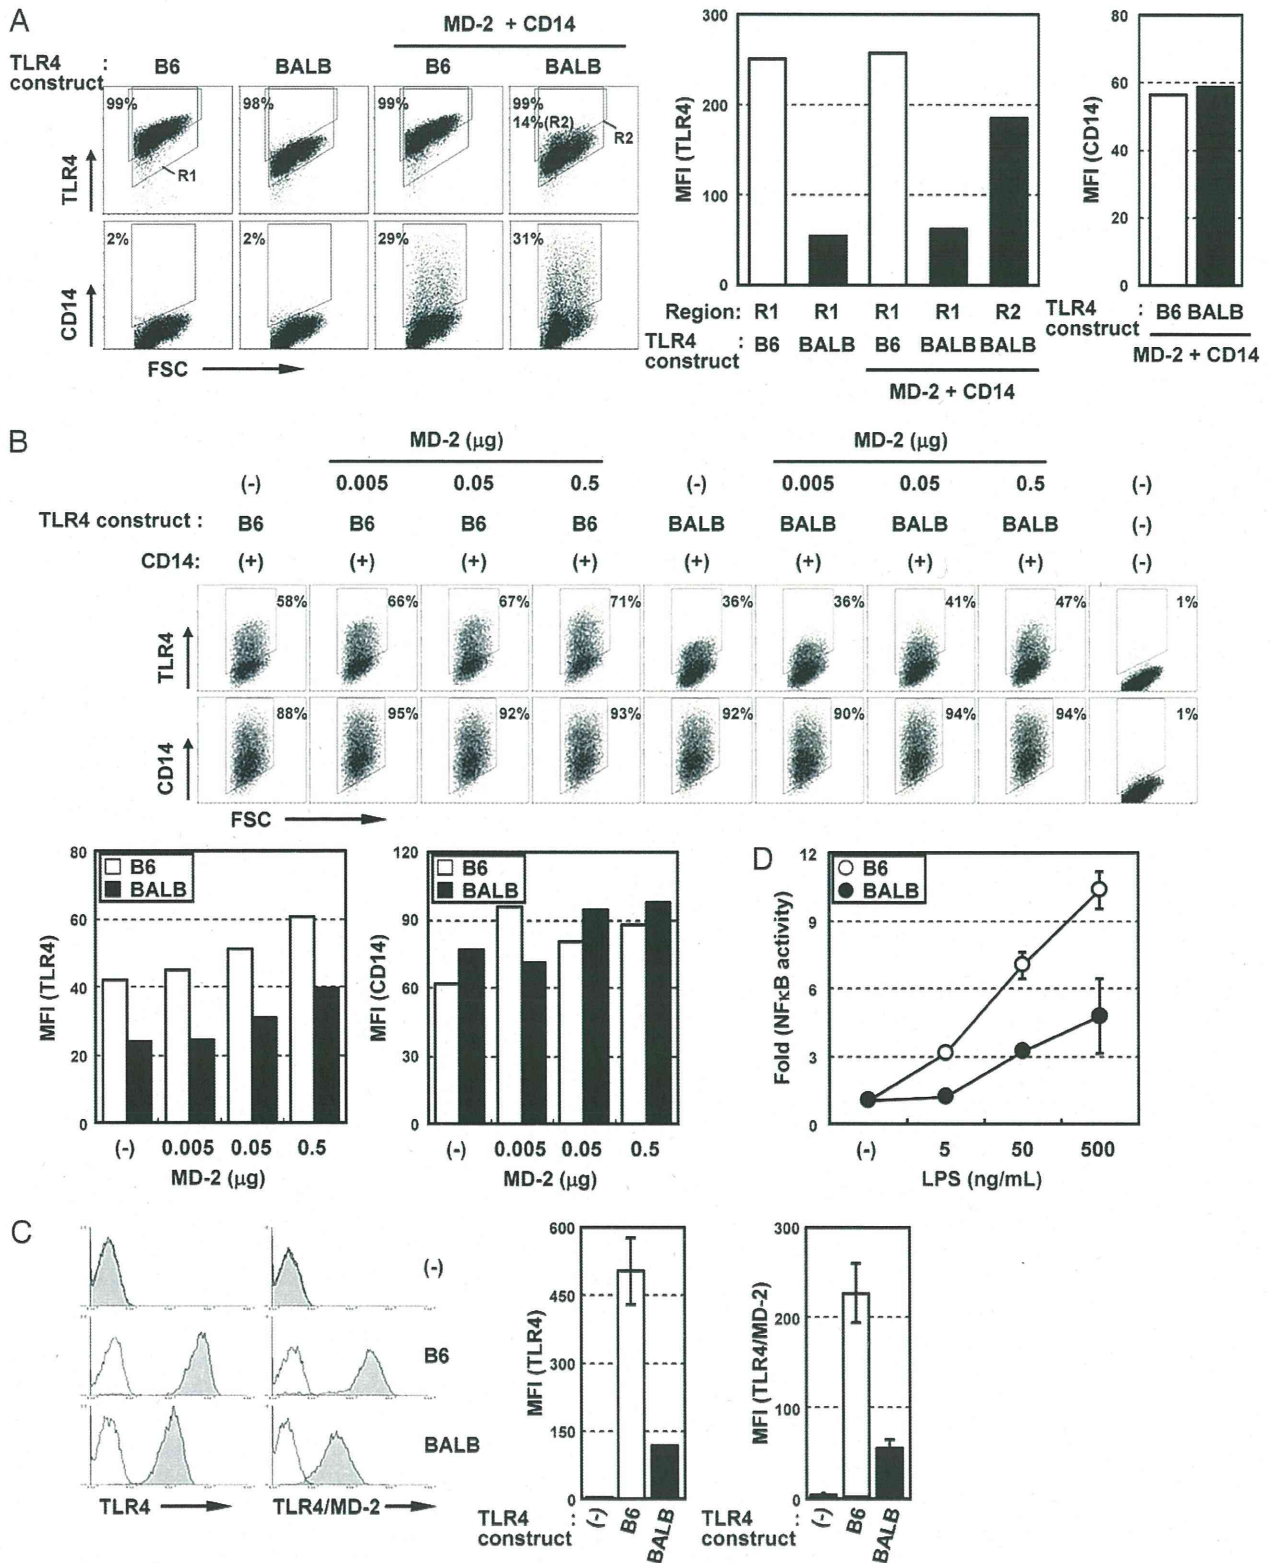 A
MD-2 + CD14
TLR4 construct : B6 BALB B6 BALB
99% 98% 99% 99%
14%(R2)
R2
R1
TLR4
2% 2% 29% 31%
CD14
FSC
300
200
100
0
MFI (TLR4)
Region: R1 R1 R1 R1 R2
TLR4 construct : B6 BALB B6 BALB BALB
MD-2 + CD14
80
60
40
20
0
MFI (CD14)
TLR4 construct : B6 BALB
MD-2 + CD14
B
MD-2 (µg) MD-2 (µg)
(-) 0.005 0.05 0.5 (-) 0.005 0.05 0.5 (-)
TLR4 construct : B6 B6 B6 B6 BALB BALB BALB BALB (-)
CD14: (+) (+) (+) (+) (+) (+) (+) (+) (-)
58% 66% 67% 71% 36% 36% 41% 47% 1%
TLR4
88% 95% 92% 93% 92% 90% 94% 94% 1%
CD14
FSC
80
60
40
20
0
MFI (TLR4)
B6
BALB
(-) 0.005 0.05 0.5
MD-2 (µg)
120
90
60
30
0
MFI (CD14)
B6
BALB
(-) 0.005 0.05 0.5
MD-2 (µg)
D
12
9
6
3
0
Fold (NFκB activity)
B6
BALB
(-) 5 50 500
LPS (ng/mL)
C
(-)
B6
BALB
TLR4 TLR4/MD-2
600
450
300
150
0
MFI (TLR4)
TLR4 construct : (-) B6 BALB
300
200
100
0
MFI (TLR4/MD-2)
TLR4 construct : (-) B6 BALB